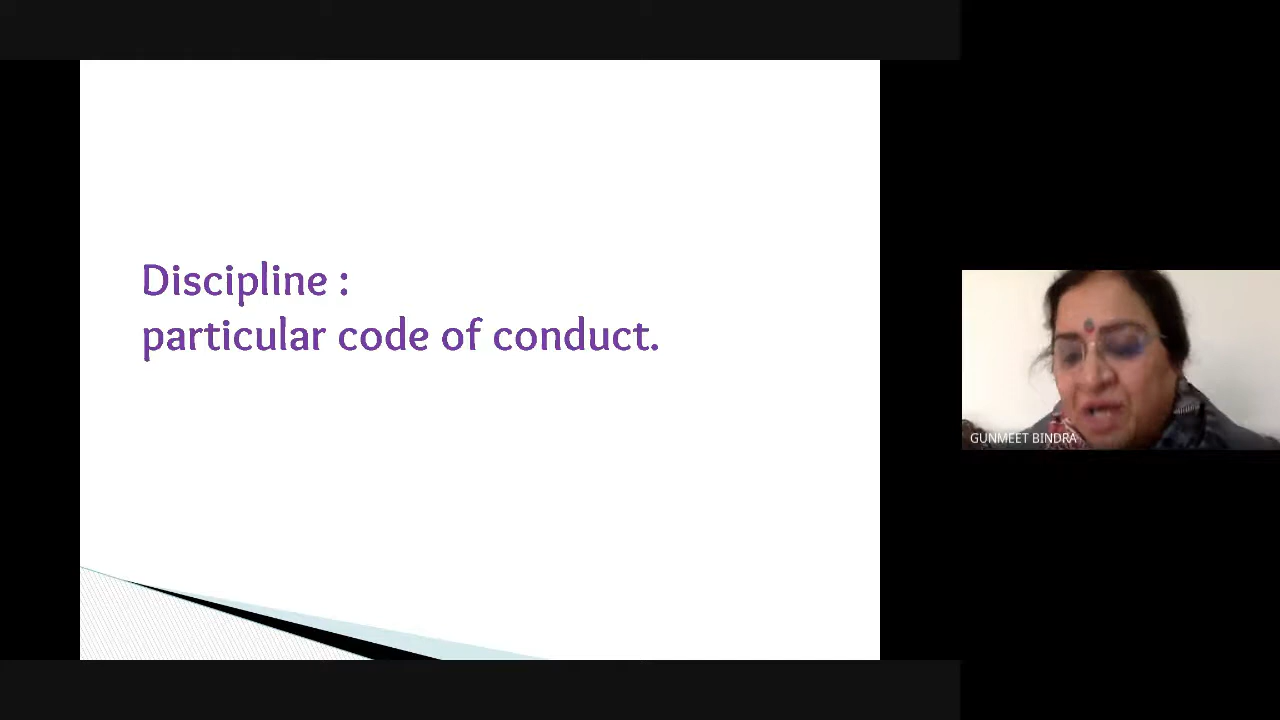 Discipline :
particular code of conduct.
GUNMEET BINDRA